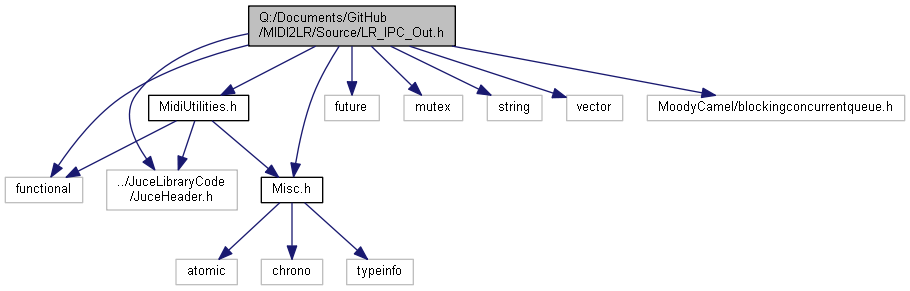 Q:/Documents/GitHub
/MIDI2LR/Source/LR_IPC_Out.h
MidiUtilities.h
future
mutex
string
vector
MoodyCamel/blockingconcurrentqueue.h
functional
../JuceLibraryCode
/JuceHeader.h
Misc.h
atomic
chrono
typeinfo